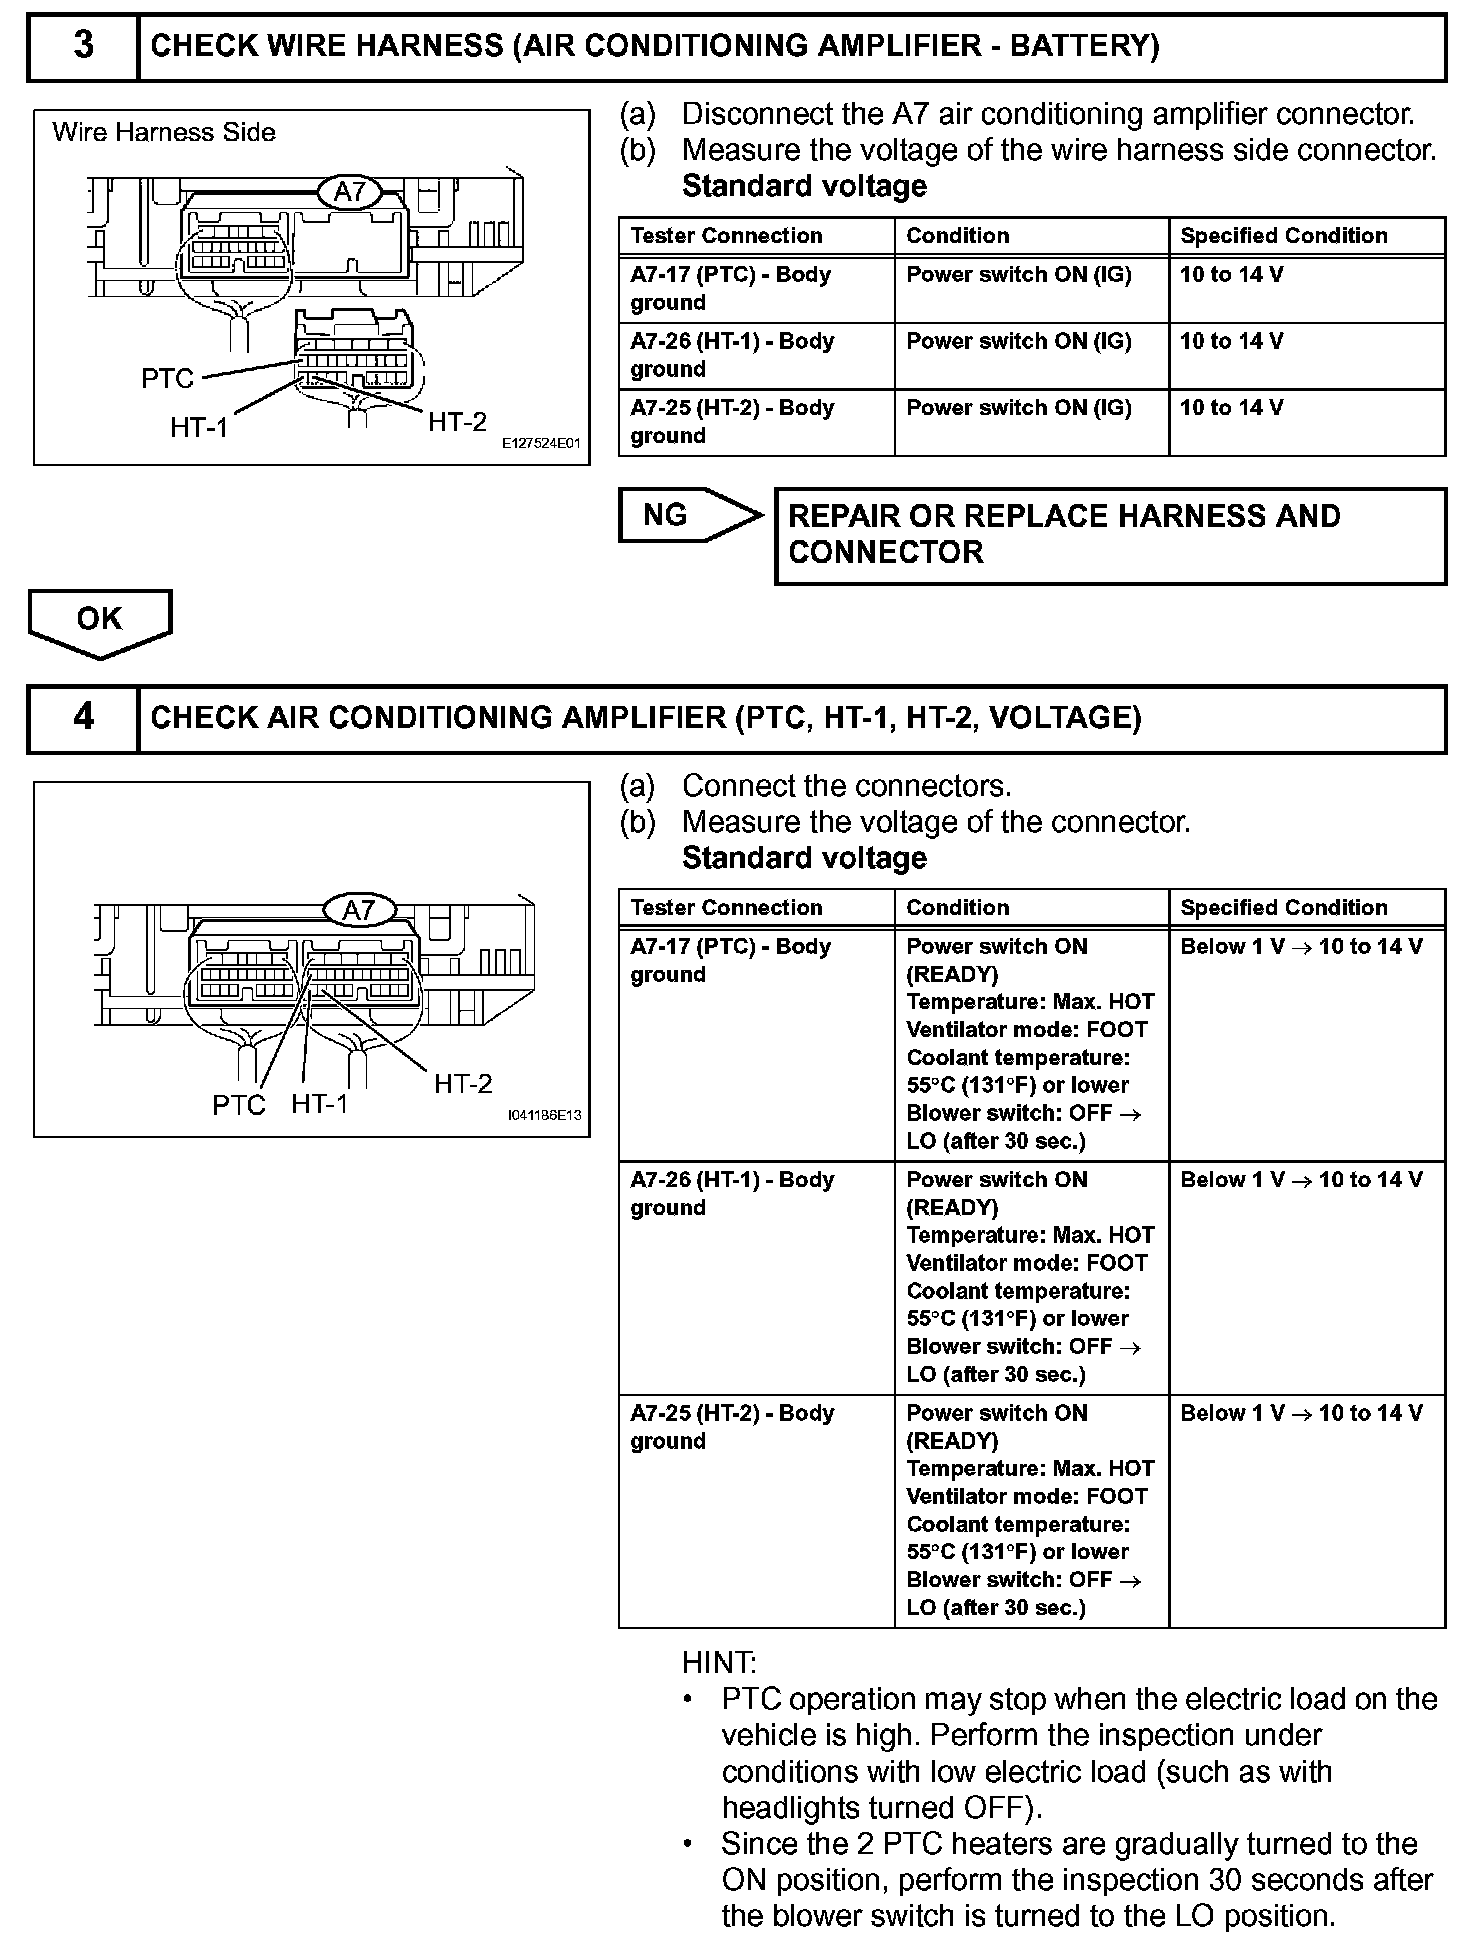 3
CHECK WIRE HARNESS (AIR CONDITIONING AMPLIFIER - BATTERY)
Wire Harness Side
A7
PTC
HT-1
HT-2
E127524E01
(a) Disconnect the A7 air conditioning amplifier connector.
(b) Measure the voltage of the wire harness side connector.
Standard voltage
Tester Connection Condition Specified Condition
A7-17 (PTC) - Body Power switch ON (IG) 10 to 14 V
ground
A7-26 (HT-1) - Body Power switch ON (IG) 10 to 14 V
ground
A7-25 (HT-2) - Body Power switch ON (IG) 10 to 14 V
ground
NG
REPAIR OR REPLACE HARNESS AND
CONNECTOR
OK
4
CHECK AIR CONDITIONING AMPLIFIER (PTC, HT-1, HT-2, VOLTAGE)
A7
PTC
HT-1
HT-2
I041186E13
(a) Connect the connectors.
(b) Measure the voltage of the connector.
Standard voltage
Tester Connection Condition Specified Condition
A7-17 (PTC) - Body Power switch ON Below 1 V → 10 to 14 V
ground (READY)
Temperature: Max. HOT
Ventilator mode: FOOT
Coolant temperature:
55°C (131°F) or lower
Blower switch: OFF →
LO (after 30 sec.)
A7-26 (HT-1) - Body Power switch ON Below 1 V → 10 to 14 V
ground (READY)
Temperature: Max. HOT
Ventilator mode: FOOT
Coolant temperature:
55°C (131°F) or lower
Blower switch: OFF →
LO (after 30 sec.)
A7-25 (HT-2) - Body Power switch ON Below 1 V → 10 to 14 V
ground (READY)
Temperature: Max. HOT
Ventilator mode: FOOT
Coolant temperature:
55°C (131°F) or lower
Blower switch: OFF →
LO (after 30 sec.)
HINT:
• PTC operation may stop when the electric load on the
vehicle is high. Perform the inspection under
conditions with low electric load (such as with
headlights turned OFF).
• Since the 2 PTC heaters are gradually turned to the
ON position, perform the inspection 30 seconds after
the blower switch is turned to the LO position.